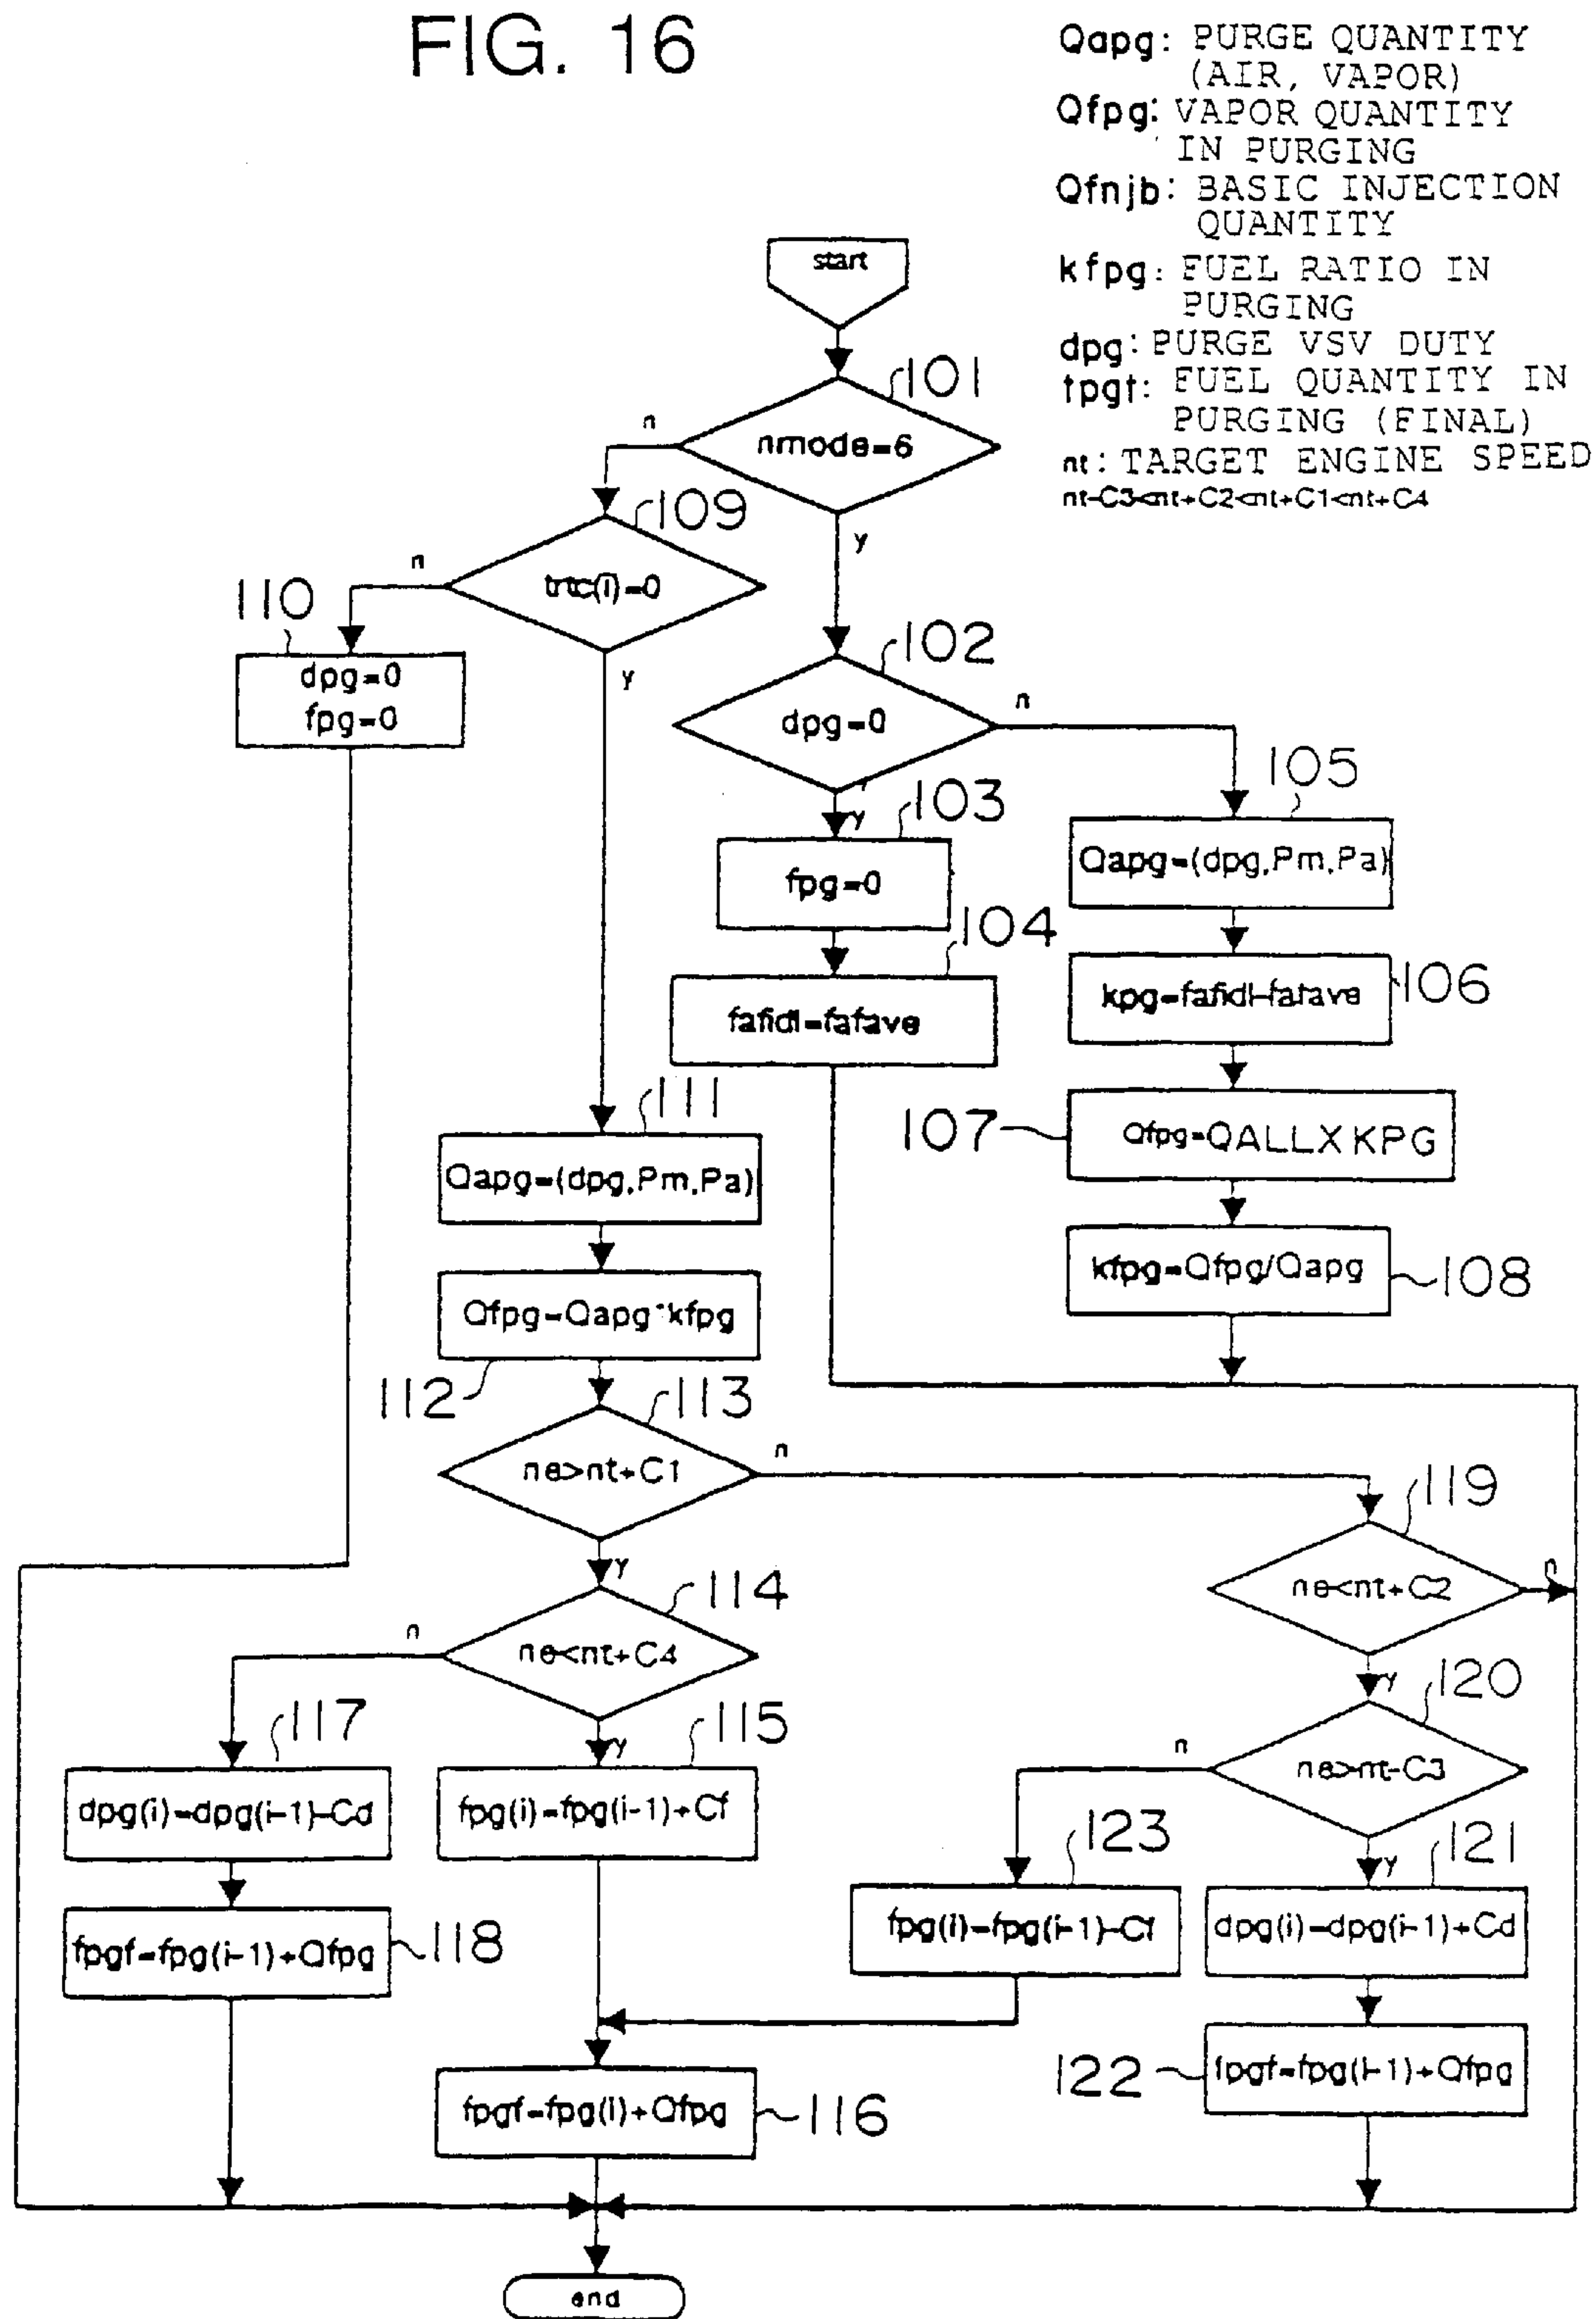 FIG. 16
Qapg: PURGE QUANTITY
(AIR, VAPOR)
Qfpg: VAPOR QUANTITY
IN PURGING
Qfnjb: BASIC INJECTION
QUANTITY
kfpg: FUEL RATIO IN
PURGING
dpg: PURGE VSV DUTY
tpgt: FUEL QUANTITY IN
PURGING (FINAL)
nt: TARGET ENGINE SPEED
nt-C3<nt+C2<nt+C1<nt+C4
start
101
nmode=6
n
y
109
trtc(i)=0
n
y
110
dpg=0
fpg=0
102
dpg=0
n
y
103
fpg=0
104
fafidl=fafave
105
Qapg=(dpg,Pm,Pa)
kpg=fafidl-fafave
106
107
Qfpg=QALLXKPG
kfpg=Qfpg/Qapg
108
111
Qapg=(dpg,Pm,Pa)
Qfpg=Qapg*kfpg
112
113
ne>nt+C1
n
y
114
ne<nt+C4
n
y
119
ne<nt+C2
n
y
120
ne>nt-C3
n
y
117
dpg(i)=dpg(i-1)-Cd
fpgf=fpg(i-1)+Qfpg
118
115
fpg(i)=fpg(i-1)+Cf
123
fpg(i)=fpg(i-1)-Cf
121
dpg(i)=dpg(i-1)+Cd
122
fpgf=fpg(i-1)+Qfpg
fpgf=fpg(i)+Qfpg
116
end